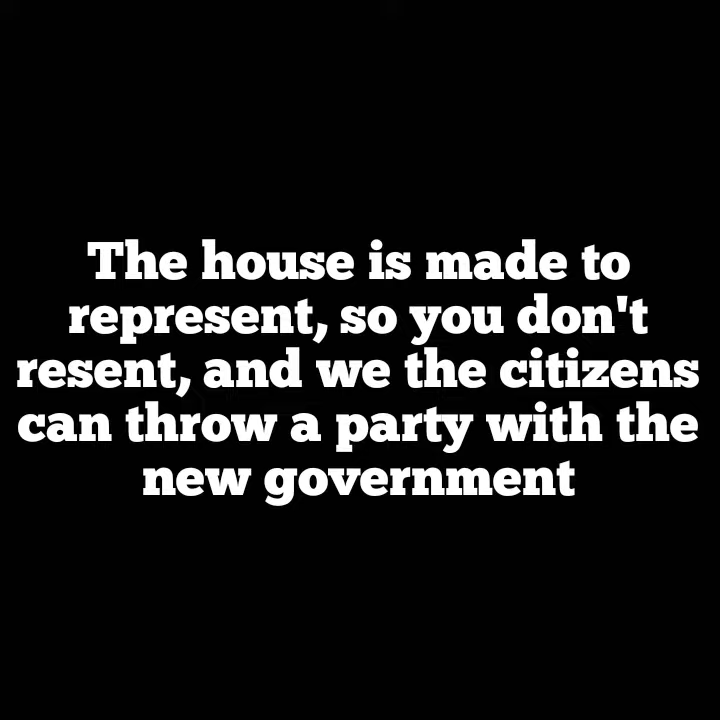 The house is made to
represent, so you don't
resent, and we the citizens
can throw a party with the
new government